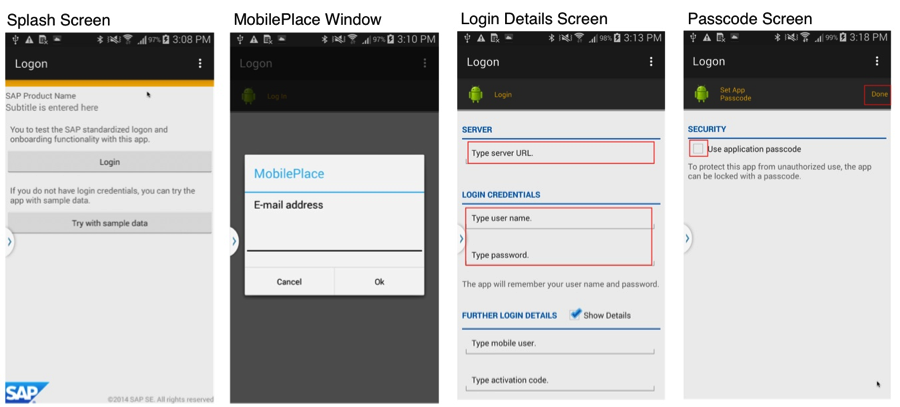 Splash Screen
97% 3:08 PM
Logon
SAP Product Name
Subtitle is entered here
You to test the SAP standardized logon and
onboarding functionality with this app.
Login
If you do not have login credentials, you can try the
app with sample data.
Try with sample data
SAP
©2014 SAP SE. All rights reserved
MobilePlace Window
97% 3:10 PM
Logon
Log in
MobilePlace
E-mail address
Cancel
Ok
Login Details Screen
98% 3:13 PM
Logon
Login
SERVER
Type server URL.
LOGIN CREDENTIALS
Type user name.
Type password.
The app will remember your user name and password.
FURTHER LOGIN DETAILS
Show Details
Type mobile user.
Type activation code.
Passcode Screen
99% 3:18 PM
Logon
Set App
Passcode
Done
SECURITY
Use application passcode
To protect this app from unauthorized use, the app
can be locked with a passcode.